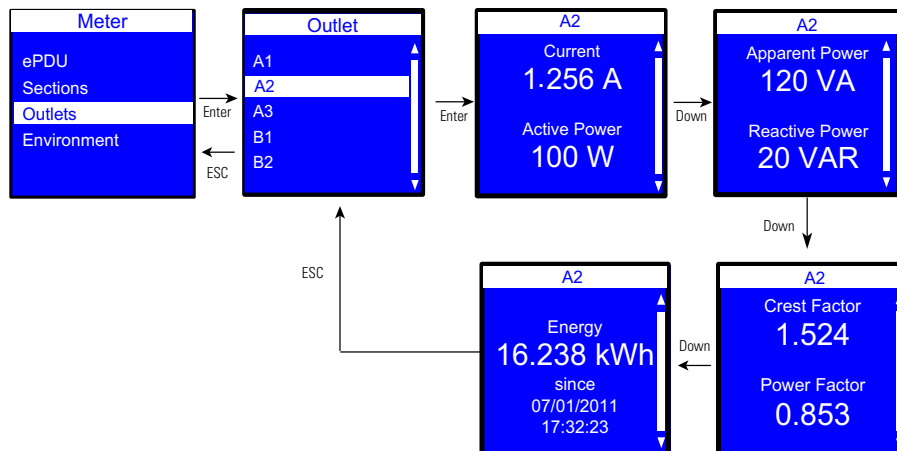 Meter
ePDU
Sections
Outlets
Environment
Enter
ESC
Outlet
A1
A2
A3
B1
B2
Enter
A2
Current
1.256 A
Active Power
100 W
Down
A2
Apparent Power
120 VA
Reactive Power
20 VAR
Down
A2
Crest Factor
1.524
Power Factor
0.853
Down
A2
Energy
16.238 kWh
since
07/01/2011
17:32:23
ESC